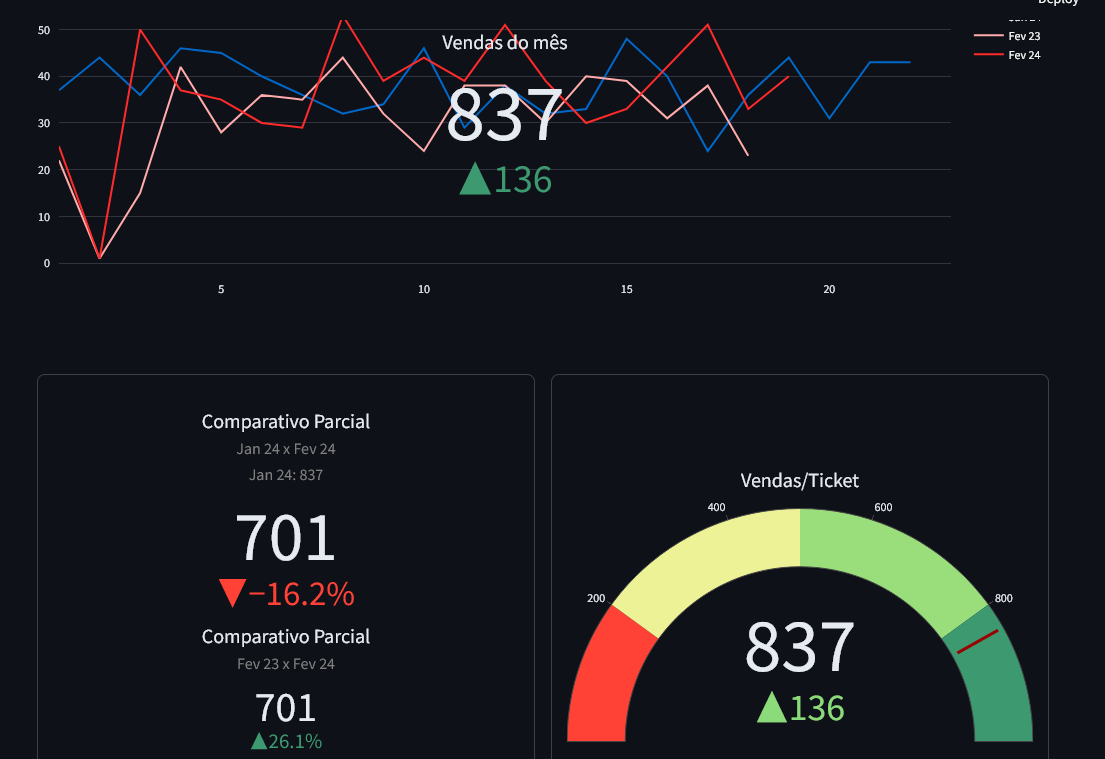 Deploy
50
Vendas do mês
Fev 23
Fev 24
40
837
30
20
▲136
10
0
5
10
15
20
Comparativo Parcial
Jan 24 x Fev 24
Jan 24: 837
701
▼−16.2%
Comparativo Parcial
Fev 23 x Fev 24
701
▲26.1%
Vendas/Ticket
400
600
200
800
837
▲136